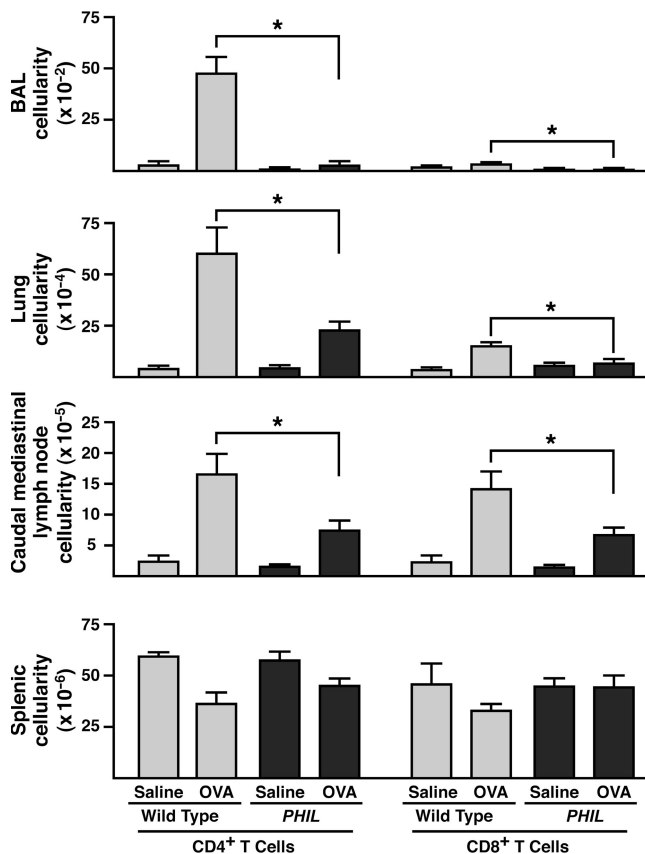 BAL
cellularity
(x 10⁻²)
75
50
25
*
*
Lung
cellularity
(x 10⁻⁴)
75
50
25
*
*
Caudal mediastinal
lymph node
cellularity (x 10⁻⁵)
25
20
15
10
5
*
*
Splenic
cellularity
(x 10⁻⁶)
75
50
25
Saline OVA Saline OVA Saline OVA Saline OVA
Wild Type PHIL Wild Type PHIL
CD4⁺ T Cells CD8⁺ T Cells